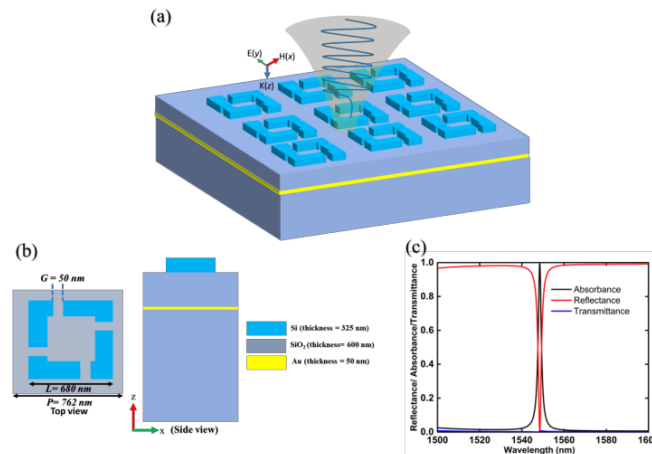 (a)
E(y)
H(x)
K(z)
(b)
G = 50 nm
L= 680 nm
P= 762 nm
Top view
z
x
(Side view)
Si (thickness = 325 nm)
SiO₂ (thickness= 600 nm)
Au (thickness = 50 nm)
(c)
Reflectance/ Absorbance/Transmittance
1.0
0.8
0.6
0.4
0.2
0.0
Absorbance
Reflectance
Transmittance
1500 1520 1540 1560 1580 1600
Wavelength (nm)